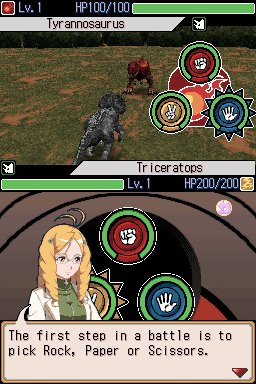 Lv.1 HP100/100
Tyrannosaurus
Triceratops
Lv.1 HP200/200
The first step in a battle is to
pick Rock, Paper or Scissors.